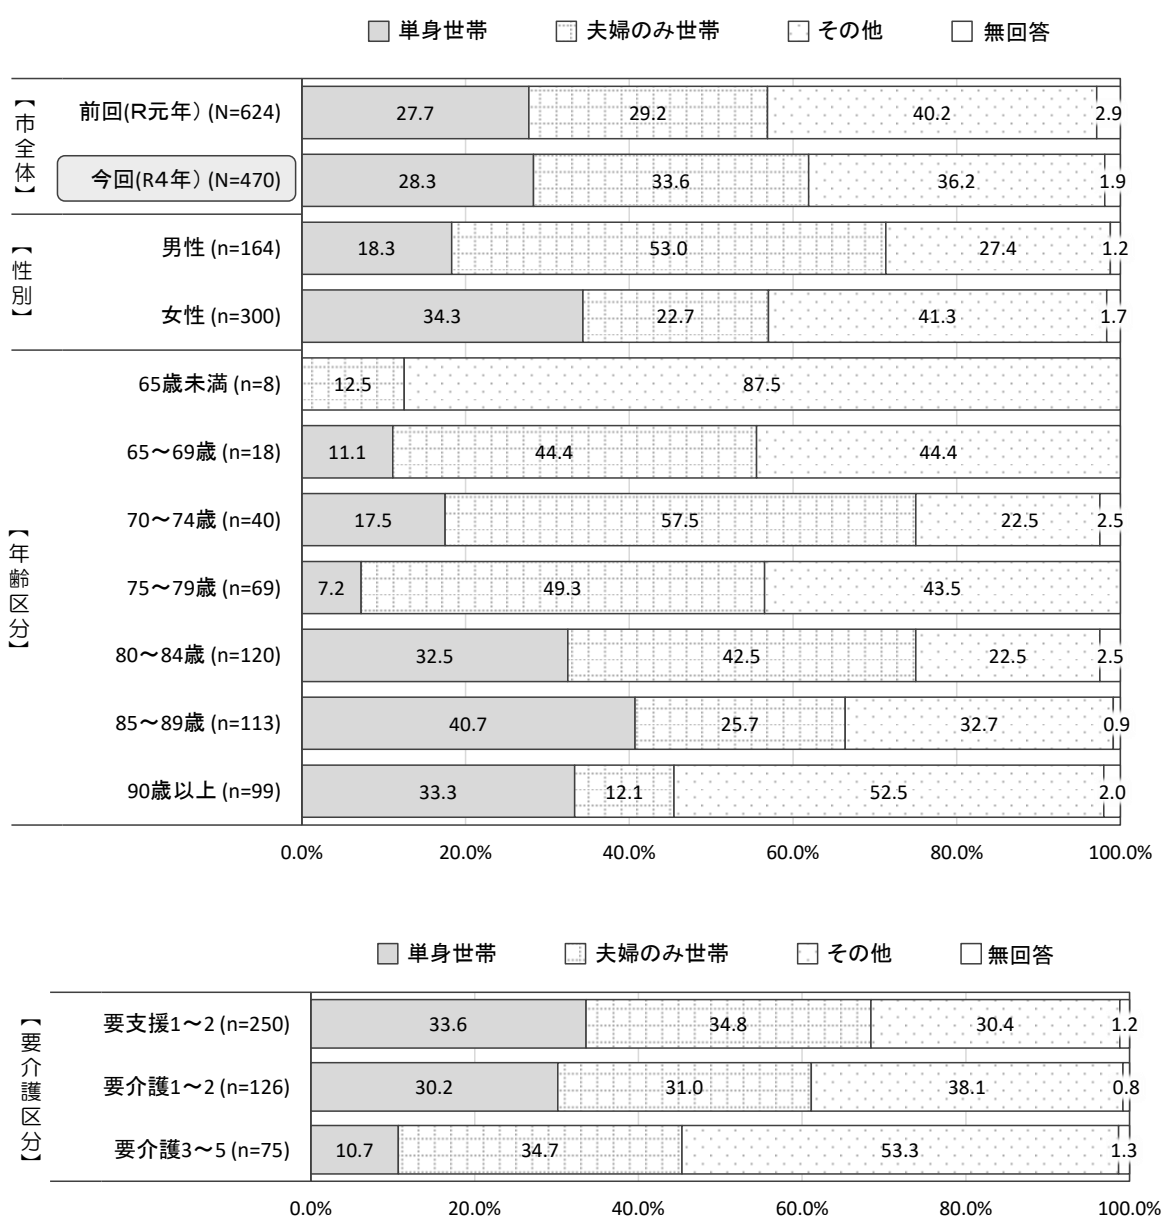 単身世帯 夫婦のみ世帯 その他 無回答
【市全体】
前回(R元年) (N=624) 27.7 29.2 40.2 2.9
今回(R4年) (N=470) 28.3 33.6 36.2 1.9
【性別】
男性 (n=164) 18.3 53.0 27.4 1.2
女性 (n=300) 34.3 22.7 41.3 1.7
【年齢区分】
65歳未満 (n=8) 12.5 87.5
65～69歳 (n=18) 11.1 44.4 44.4
70～74歳 (n=40) 17.5 57.5 22.5 2.5
75～79歳 (n=69) 7.2 49.3 43.5
80～84歳 (n=120) 32.5 42.5 22.5 2.5
85～89歳 (n=113) 40.7 25.7 32.7 0.9
90歳以上 (n=99) 33.3 12.1 52.5 2.0
0.0% 20.0% 40.0% 60.0% 80.0% 100.0%
単身世帯 夫婦のみ世帯 その他 無回答
【要介護区分】
要支援1～2 (n=250) 33.6 34.8 30.4 1.2
要介護1～2 (n=126) 30.2 31.0 38.1 0.8
要介護3～5 (n=75) 10.7 34.7 53.3 1.3
0.0% 20.0% 40.0% 60.0% 80.0% 100.0%